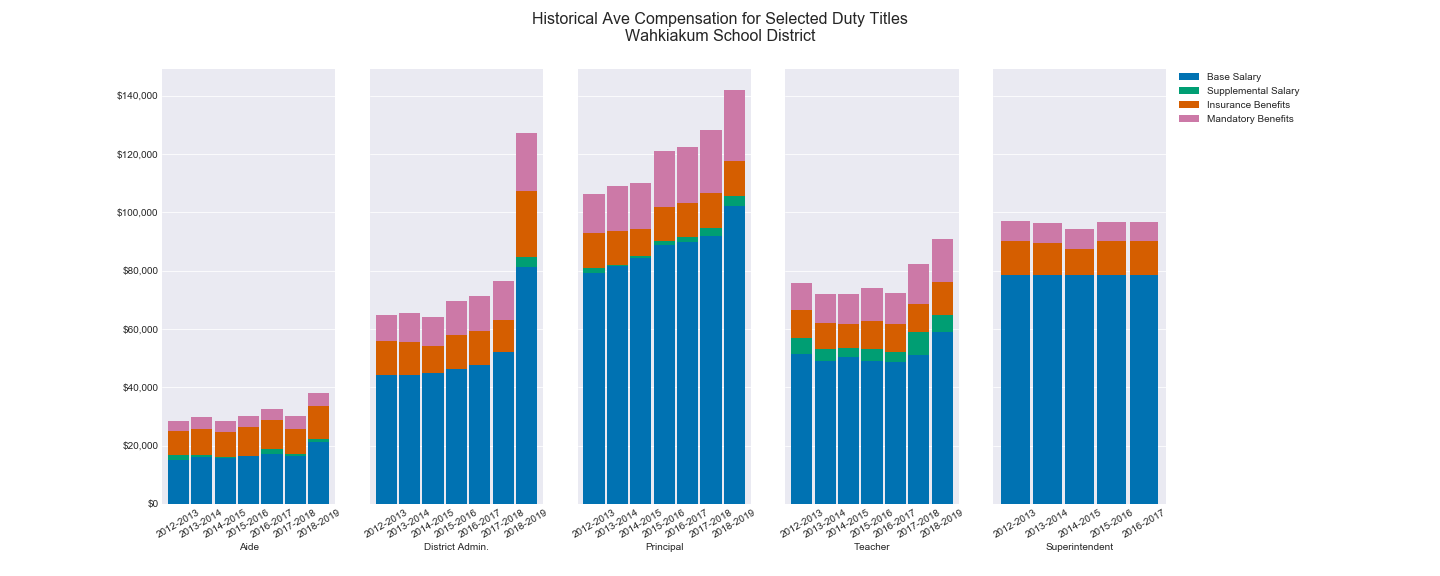 Historical Ave Compensation for Selected Duty Titles
Wahkiakum School District
Base Salary
Supplemental Salary
Insurance Benefits
Mandatory Benefits
$140,000
$120,000
$100,000
$80,000
$60,000
$40,000
$20,000
$0
2012-2013 2013-2014 2014-2015 2015-2016 2016-2017 2017-2018 2018-2019
Aide
2012-2013 2013-2014 2014-2015 2015-2016 2016-2017 2017-2018 2018-2019
District Admin.
2012-2013 2013-2014 2014-2015 2015-2016 2016-2017 2017-2018 2018-2019
Principal
2012-2013 2013-2014 2014-2015 2015-2016 2016-2017 2017-2018 2018-2019
Teacher
2012-2013 2013-2014 2014-2015 2015-2016 2016-2017
Superintendent